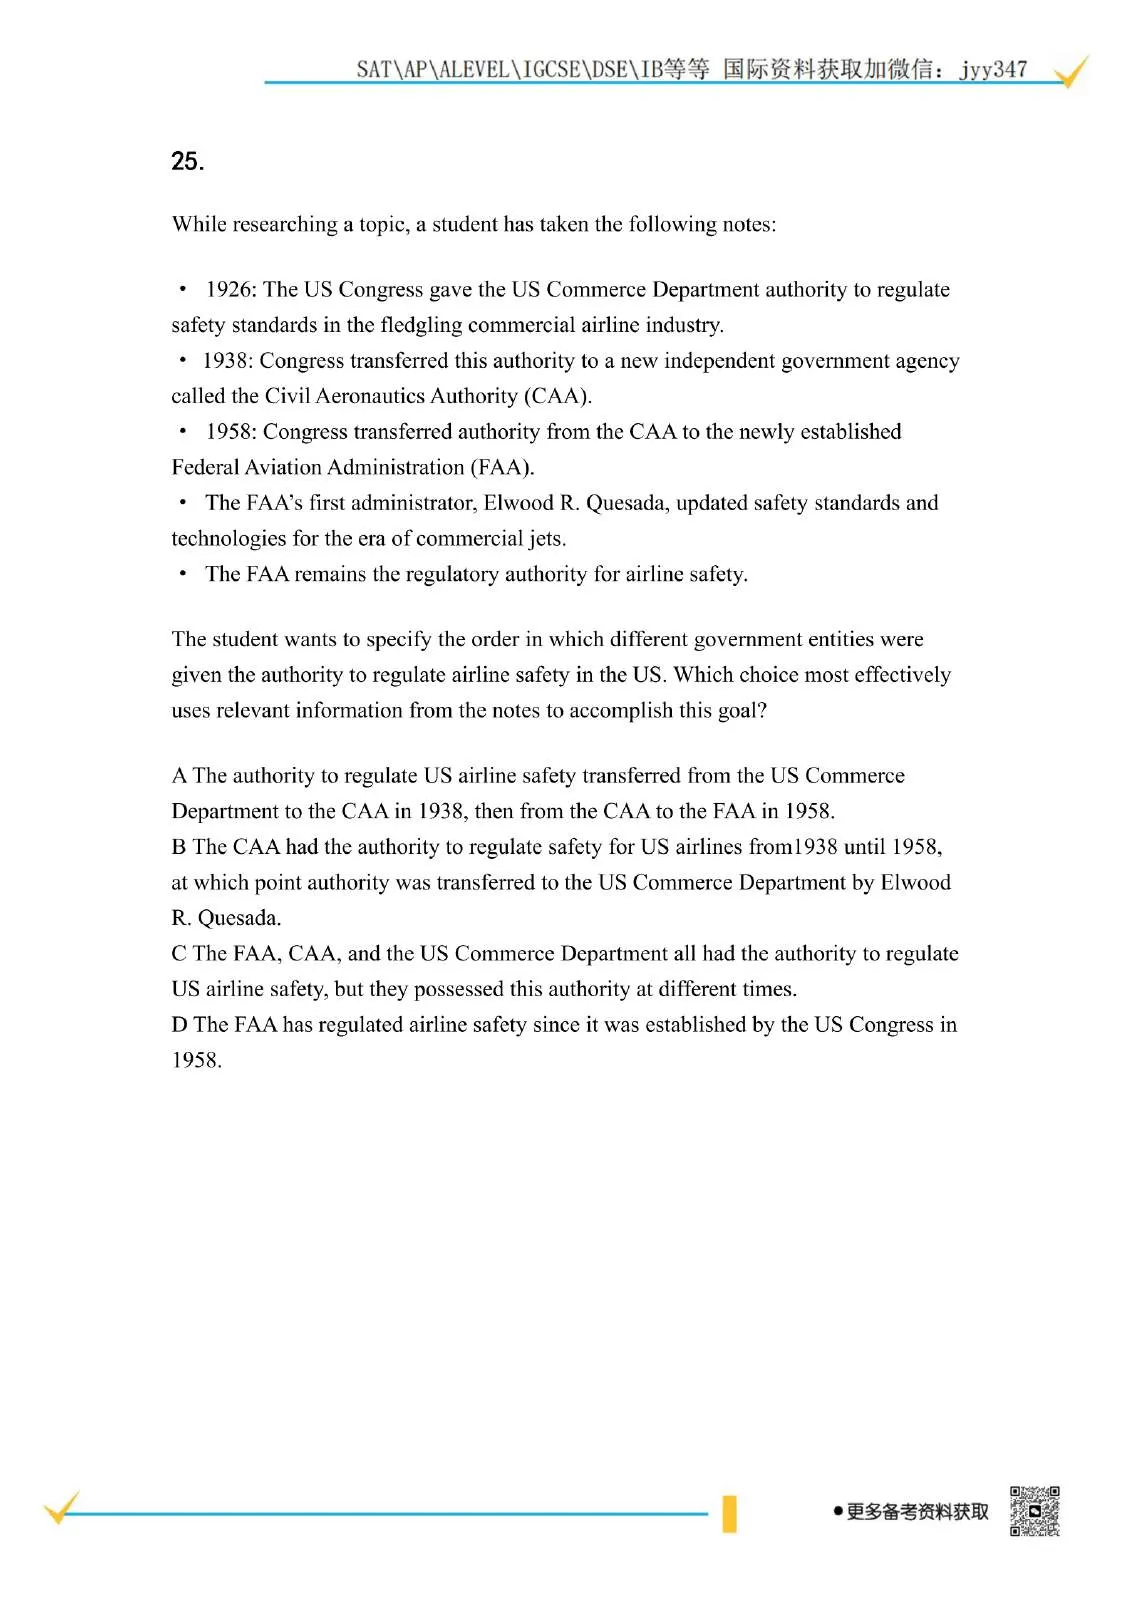 SAT\AP\ALEVEL\IGCSE\DSE\IB等等 国际资料获取加微信：jyy347
25.
While researching a topic, a student has taken the following notes:
• 1926: The US Congress gave the US Commerce Department authority to regulate
safety standards in the fledgling commercial airline industry.
• 1938: Congress transferred this authority to a new independent government agency
called the Civil Aeronautics Authority (CAA).
• 1958: Congress transferred authority from the CAA to the newly established
Federal Aviation Administration (FAA).
• The FAA’s first administrator, Elwood R. Quesada, updated safety standards and
technologies for the era of commercial jets.
• The FAA remains the regulatory authority for airline safety.
The student wants to specify the order in which different government entities were
given the authority to regulate airline safety in the US. Which choice most effectively
uses relevant information from the notes to accomplish this goal?
A The authority to regulate US airline safety transferred from the US Commerce
Department to the CAA in 1938, then from the CAA to the FAA in 1958.
B The CAA had the authority to regulate safety for US airlines from1938 until 1958,
at which point authority was transferred to the US Commerce Department by Elwood
R. Quesada.
C The FAA, CAA, and the US Commerce Department all had the authority to regulate
US airline safety, but they possessed this authority at different times.
D The FAA has regulated airline safety since it was established by the US Congress in
1958.
•更多备考资料获取